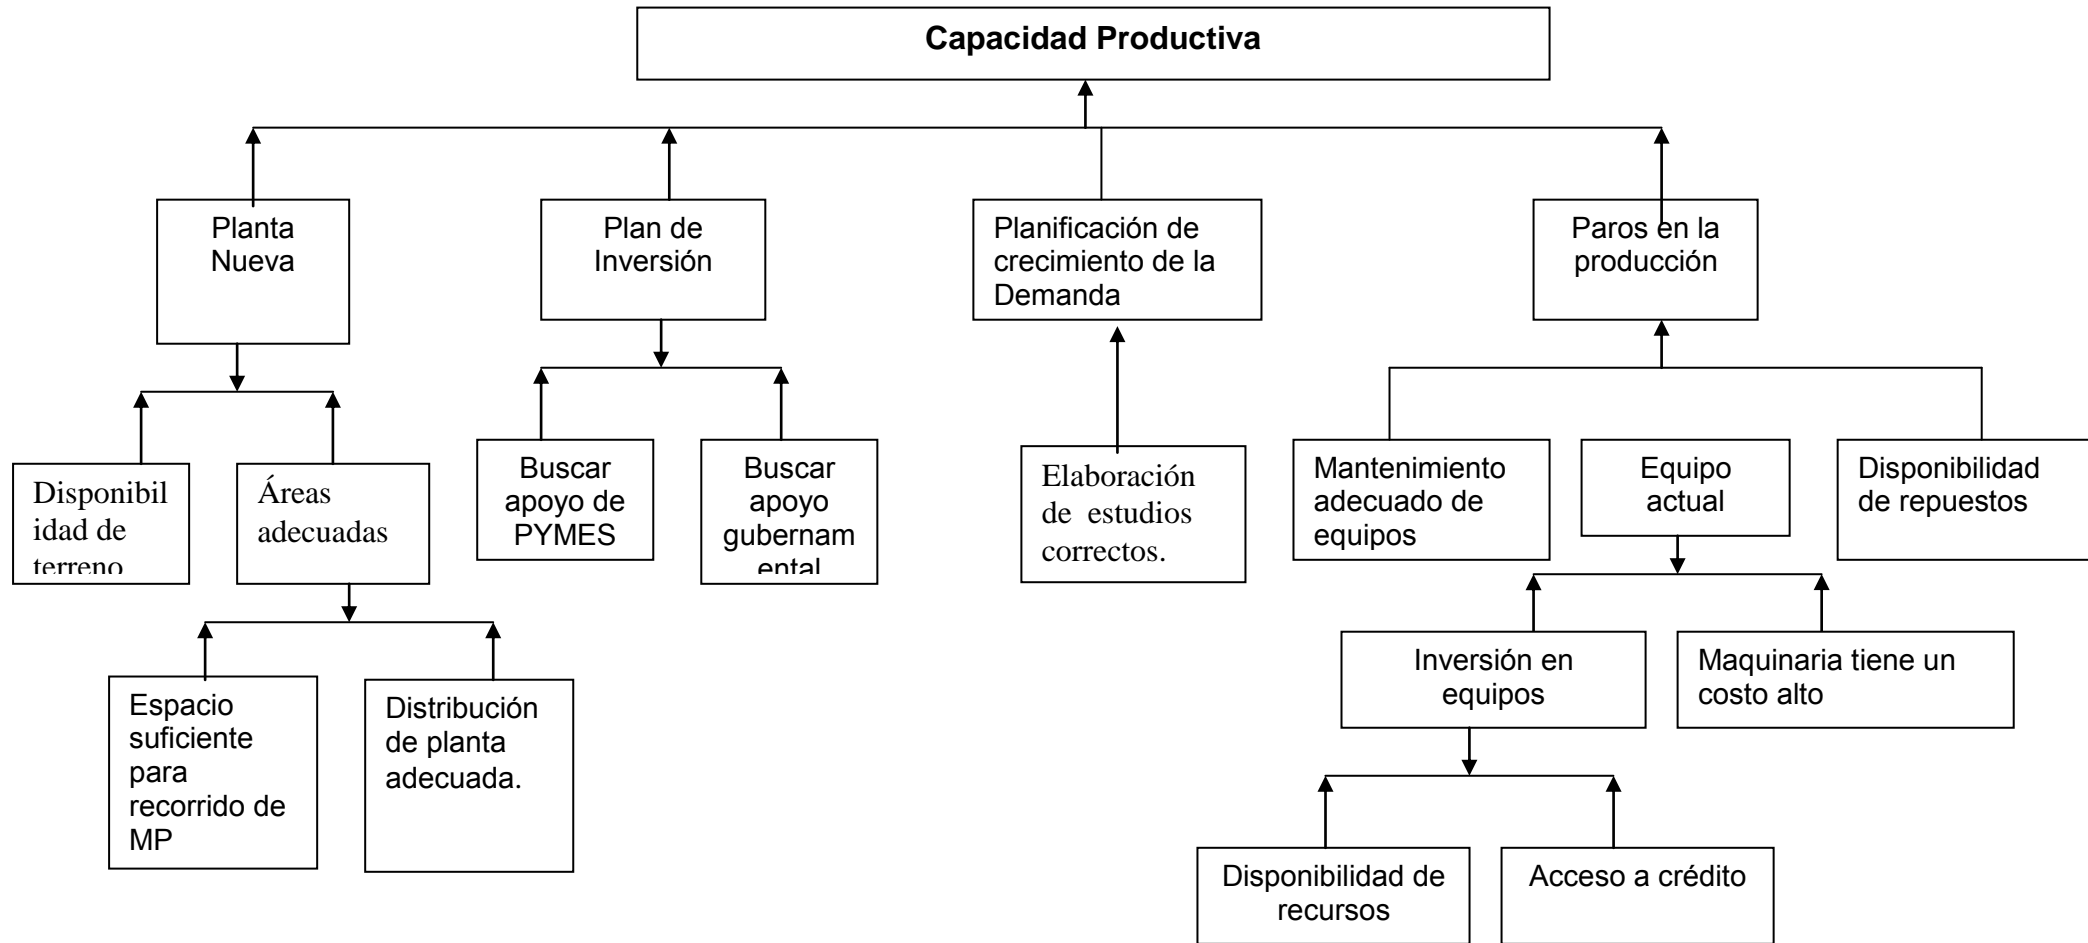 Capacidad Productiva
Planta
Nueva
Plan de
Inversión
Planificación de
crecimiento de la
Demanda
Paros en la
producción
Disponibil
idad de
terreno
Áreas
adecuadas
Buscar
apoyo de
PYMES
Buscar
apoyo
gubernam
ental
Elaboración
de estudios
correctos.
Mantenimiento
adecuado de
equipos
Equipo
actual
Disponibilidad
de repuestos
Espacio
suficiente
para
recorrido de
MP
Distribución
de planta
adecuada.
Inversión en
equipos
Maquinaria tiene un
costo alto
Disponibilidad de
recursos
Acceso a crédito